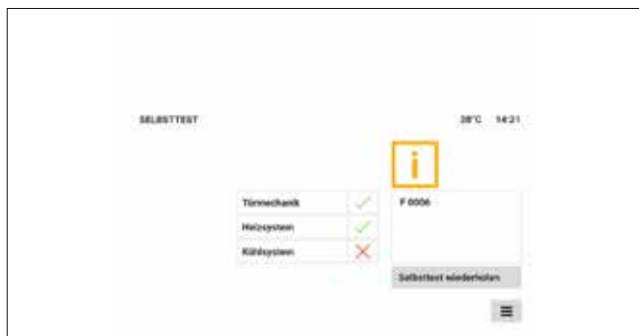 SELBSTTEST 28°C 14:21
i
Türmechanik
Heizsystem
Kühlsystem
F 0006
Selbsttest wiederholen